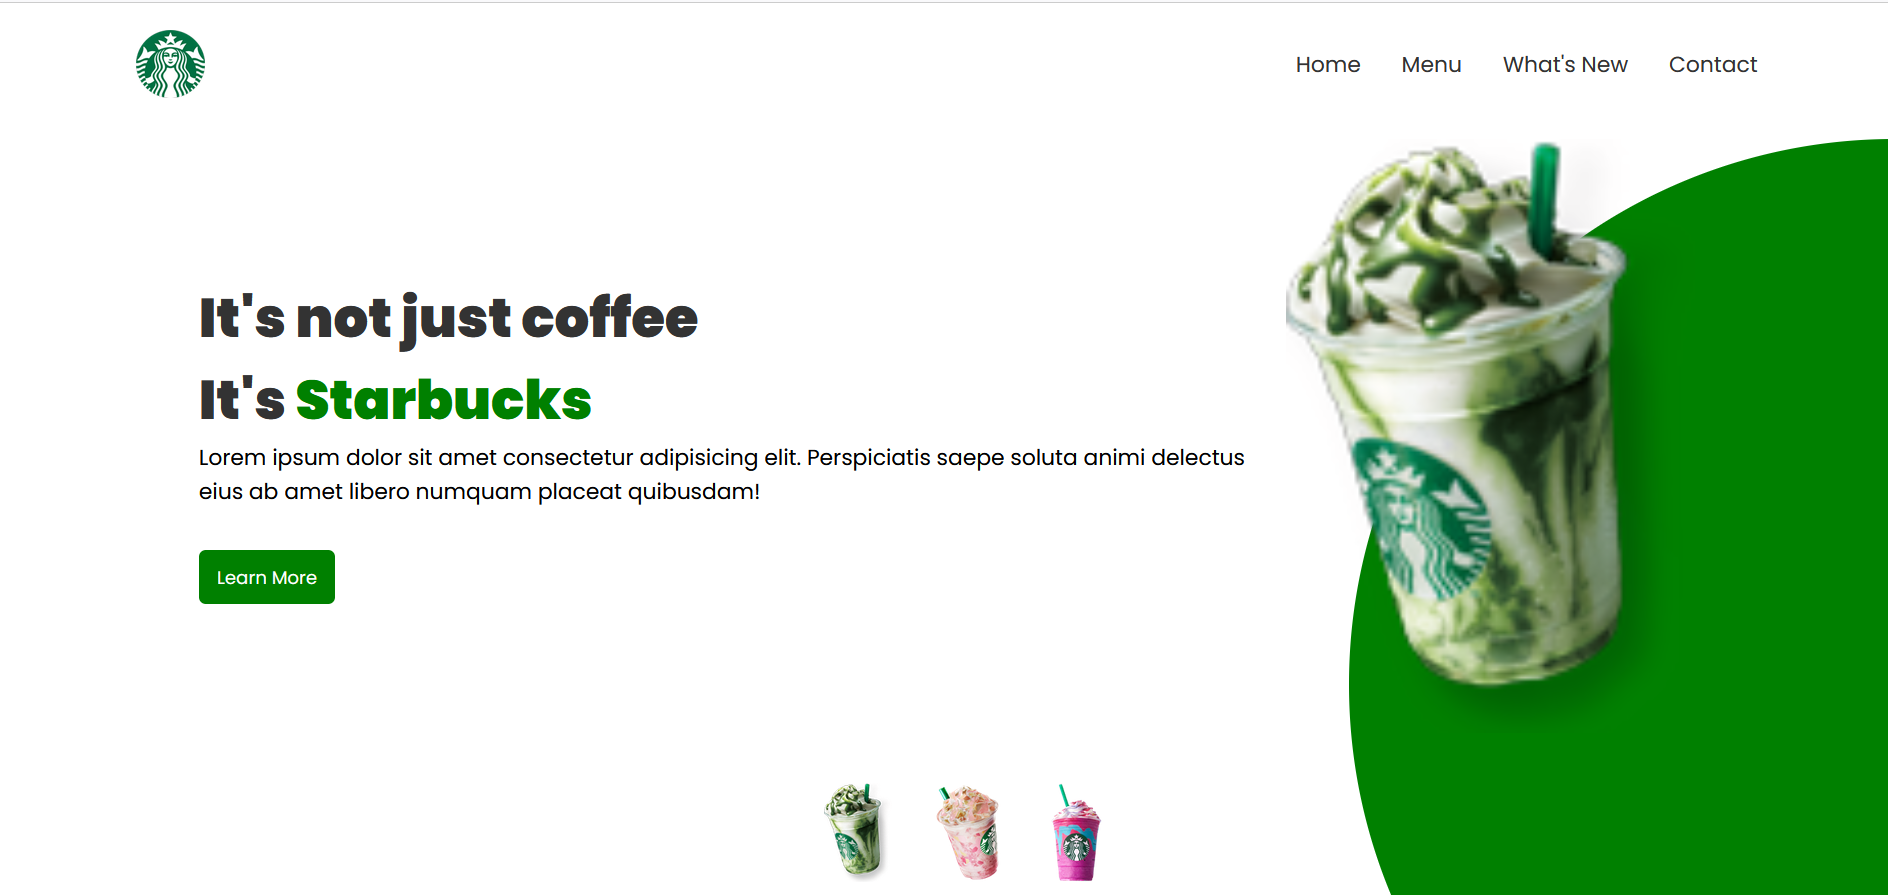 Home Menu What's New Contact
It's not just coffee
It's Starbucks
Lorem ipsum dolor sit amet consectetur adipisicing elit. Perspiciatis saepe soluta animi delectus
eius ab amet libero numquam placeat quibusdam!
Learn More